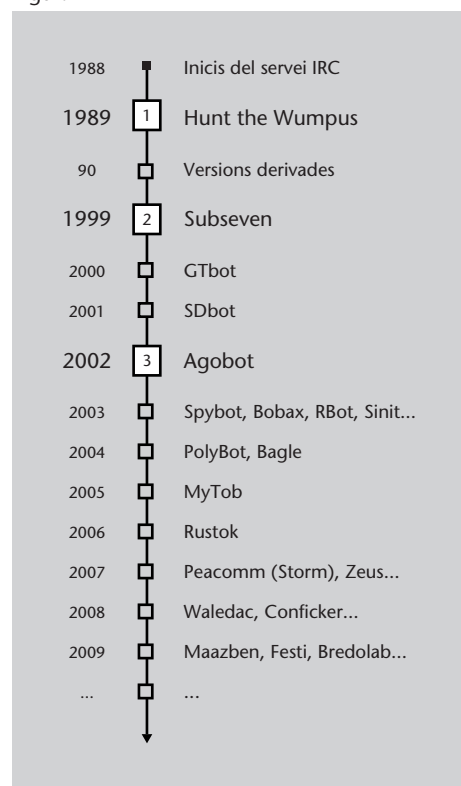 1988 Inicis del servei IRC
1989 1 Hunt the Wumpus
90 Versions derivades
1999 2 Subseven
2000 GTbot
2001 SDbot
2002 3 Agobot
2003 Spybot, Bobax, RBot, Sinit...
2004 PolyBot, Bagle
2005 MyTob
2006 Rustok
2007 Peacomm (Storm), Zeus...
2008 Waledac, Conficker...
2009 Maazben, Festi, Bredolab...
... ...